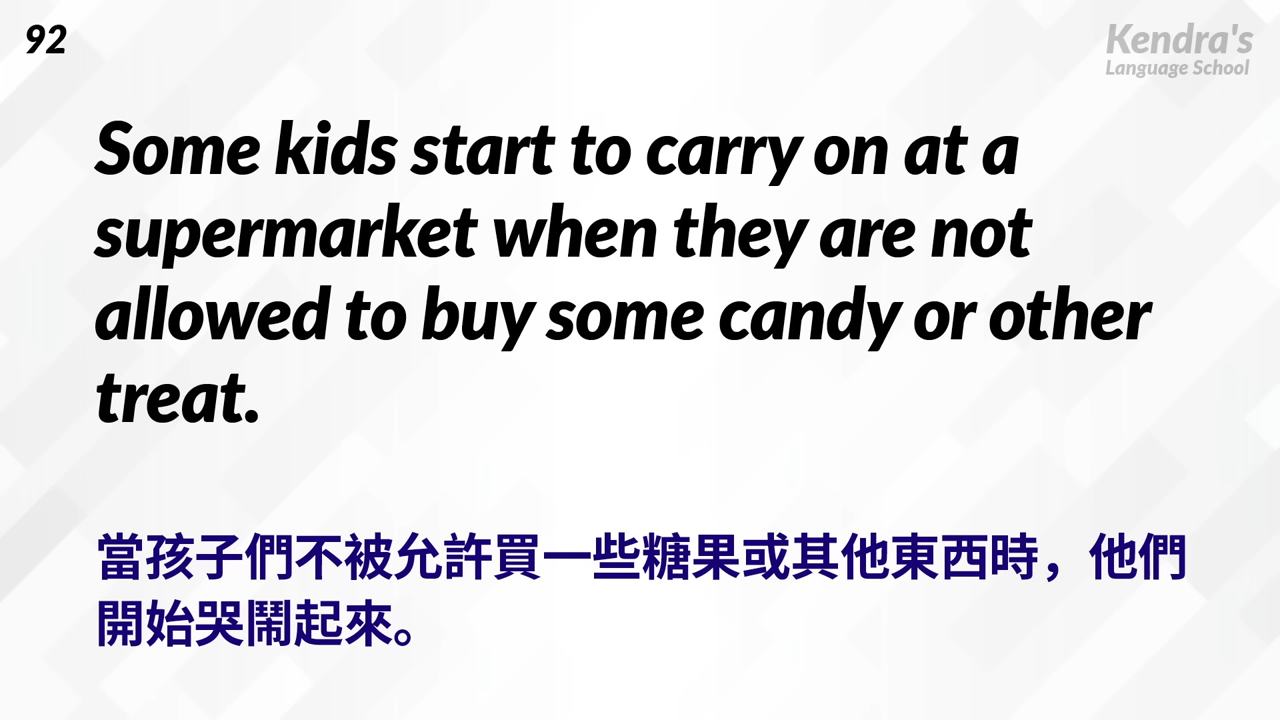 92
Kendra's
Language School
Some kids start to carry on at a
supermarket when they are not
allowed to buy some candy or other
treat.
當孩子們不被允許買一些糖果或其他東西時，他們
開始哭鬧起來。